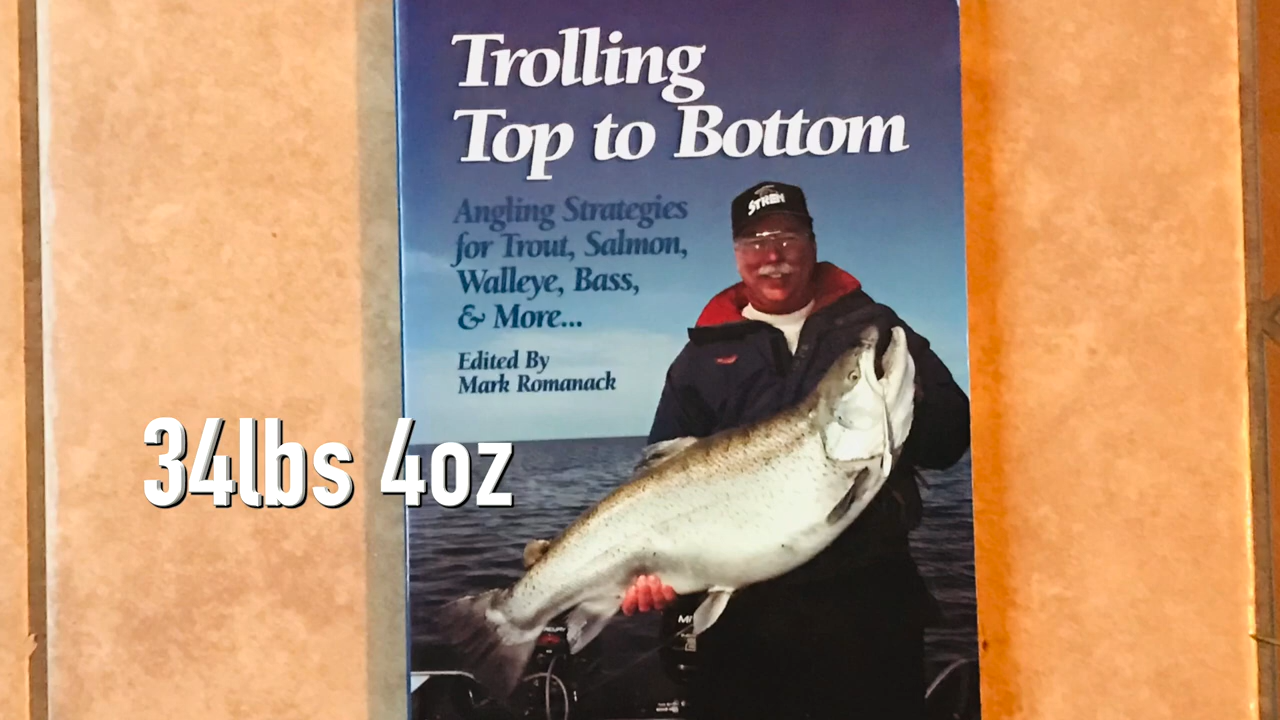 Trolling
Top to Bottom
Angling Strategies
for Trout, Salmon,
Walleye, Bass,
& More...
Edited By
Mark Romanack
STREN
34lbs 4oz